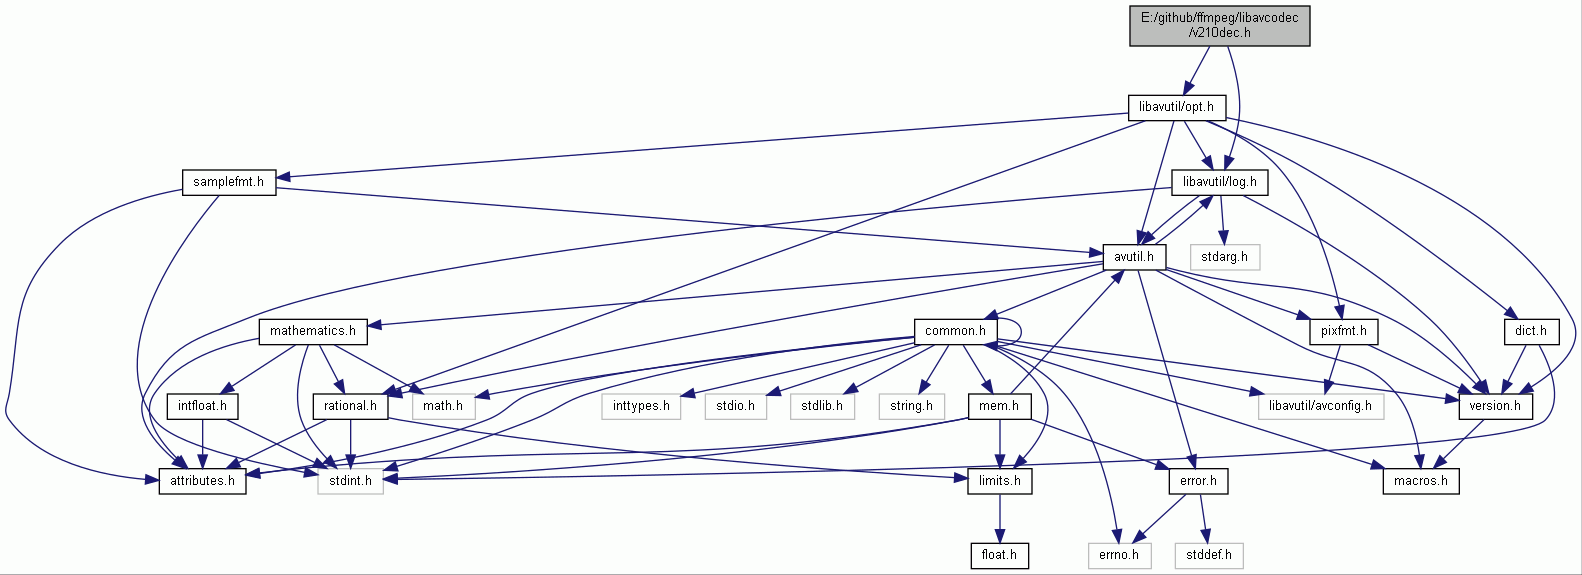 E:/github/ffmpeg/libavcodec
/v210dec.h
libavutil/opt.h
samplefmt.h
libavutil/log.h
avutil.h
stdarg.h
mathematics.h
common.h
pixfmt.h
dict.h
intfloat.h
rational.h
math.h
inttypes.h
stdio.h
stdlib.h
string.h
mem.h
libavutil/avconfig.h
version.h
attributes.h
stdint.h
limits.h
error.h
macros.h
float.h
errno.h
stddef.h